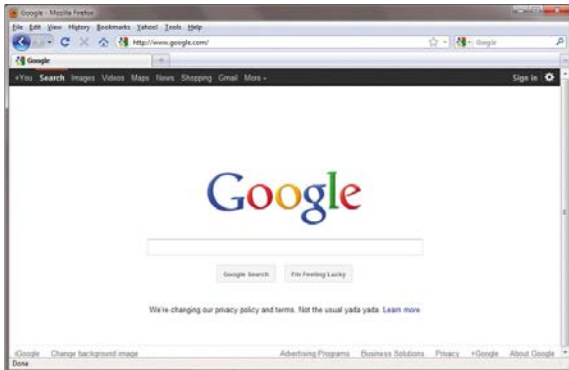 Google - Mozilla Firefox
File Edit View History Bookmarks Yahoo! Tools Help
http://www.google.com/ Google
Google
+You Search Images Videos Maps News Shopping Gmail More
Sign in
Google
Google Search I'm Feeling Lucky
We're changing our privacy policy and terms. Not the usual yada yada. Learn more
iGoogle Change background image Advertising Programs Business Solutions Privacy +Google About Google
Done